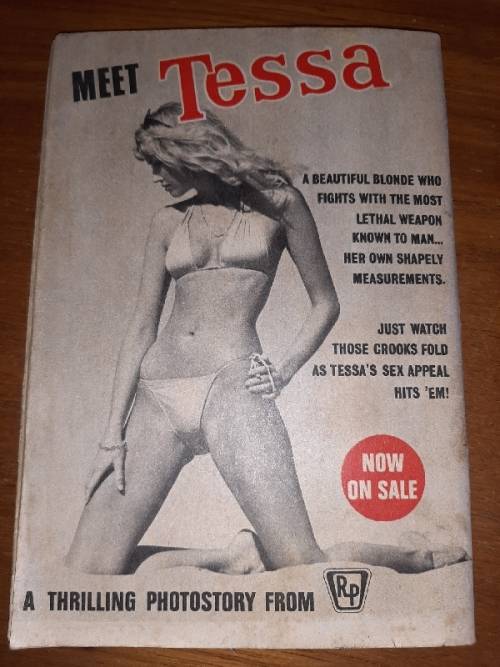 MEET Tessa
A BEAUTIFUL BLONDE WHO
FIGHTS WITH THE MOST
LETHAL WEAPON
KNOWN TO MAN...
HER OWN SHAPELY
MEASUREMENTS.
JUST WATCH
THOSE CROOKS FOLD
AS TESSA'S SEX APPEAL
HITS 'EM!
NOW
ON SALE
A THRILLING PHOTOSTORY FROM RP